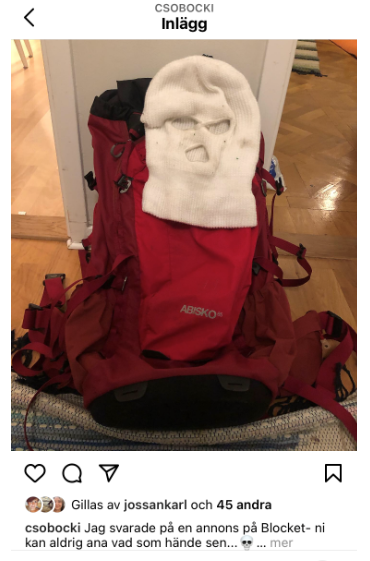 CSOBOCKI
Inlägg
ABISKO
Gillas av jossankarl och 45 andra
csobocki Jag svarade på en annons på Blocket- ni
kan aldrig ana vad som hände sen...💀... mer